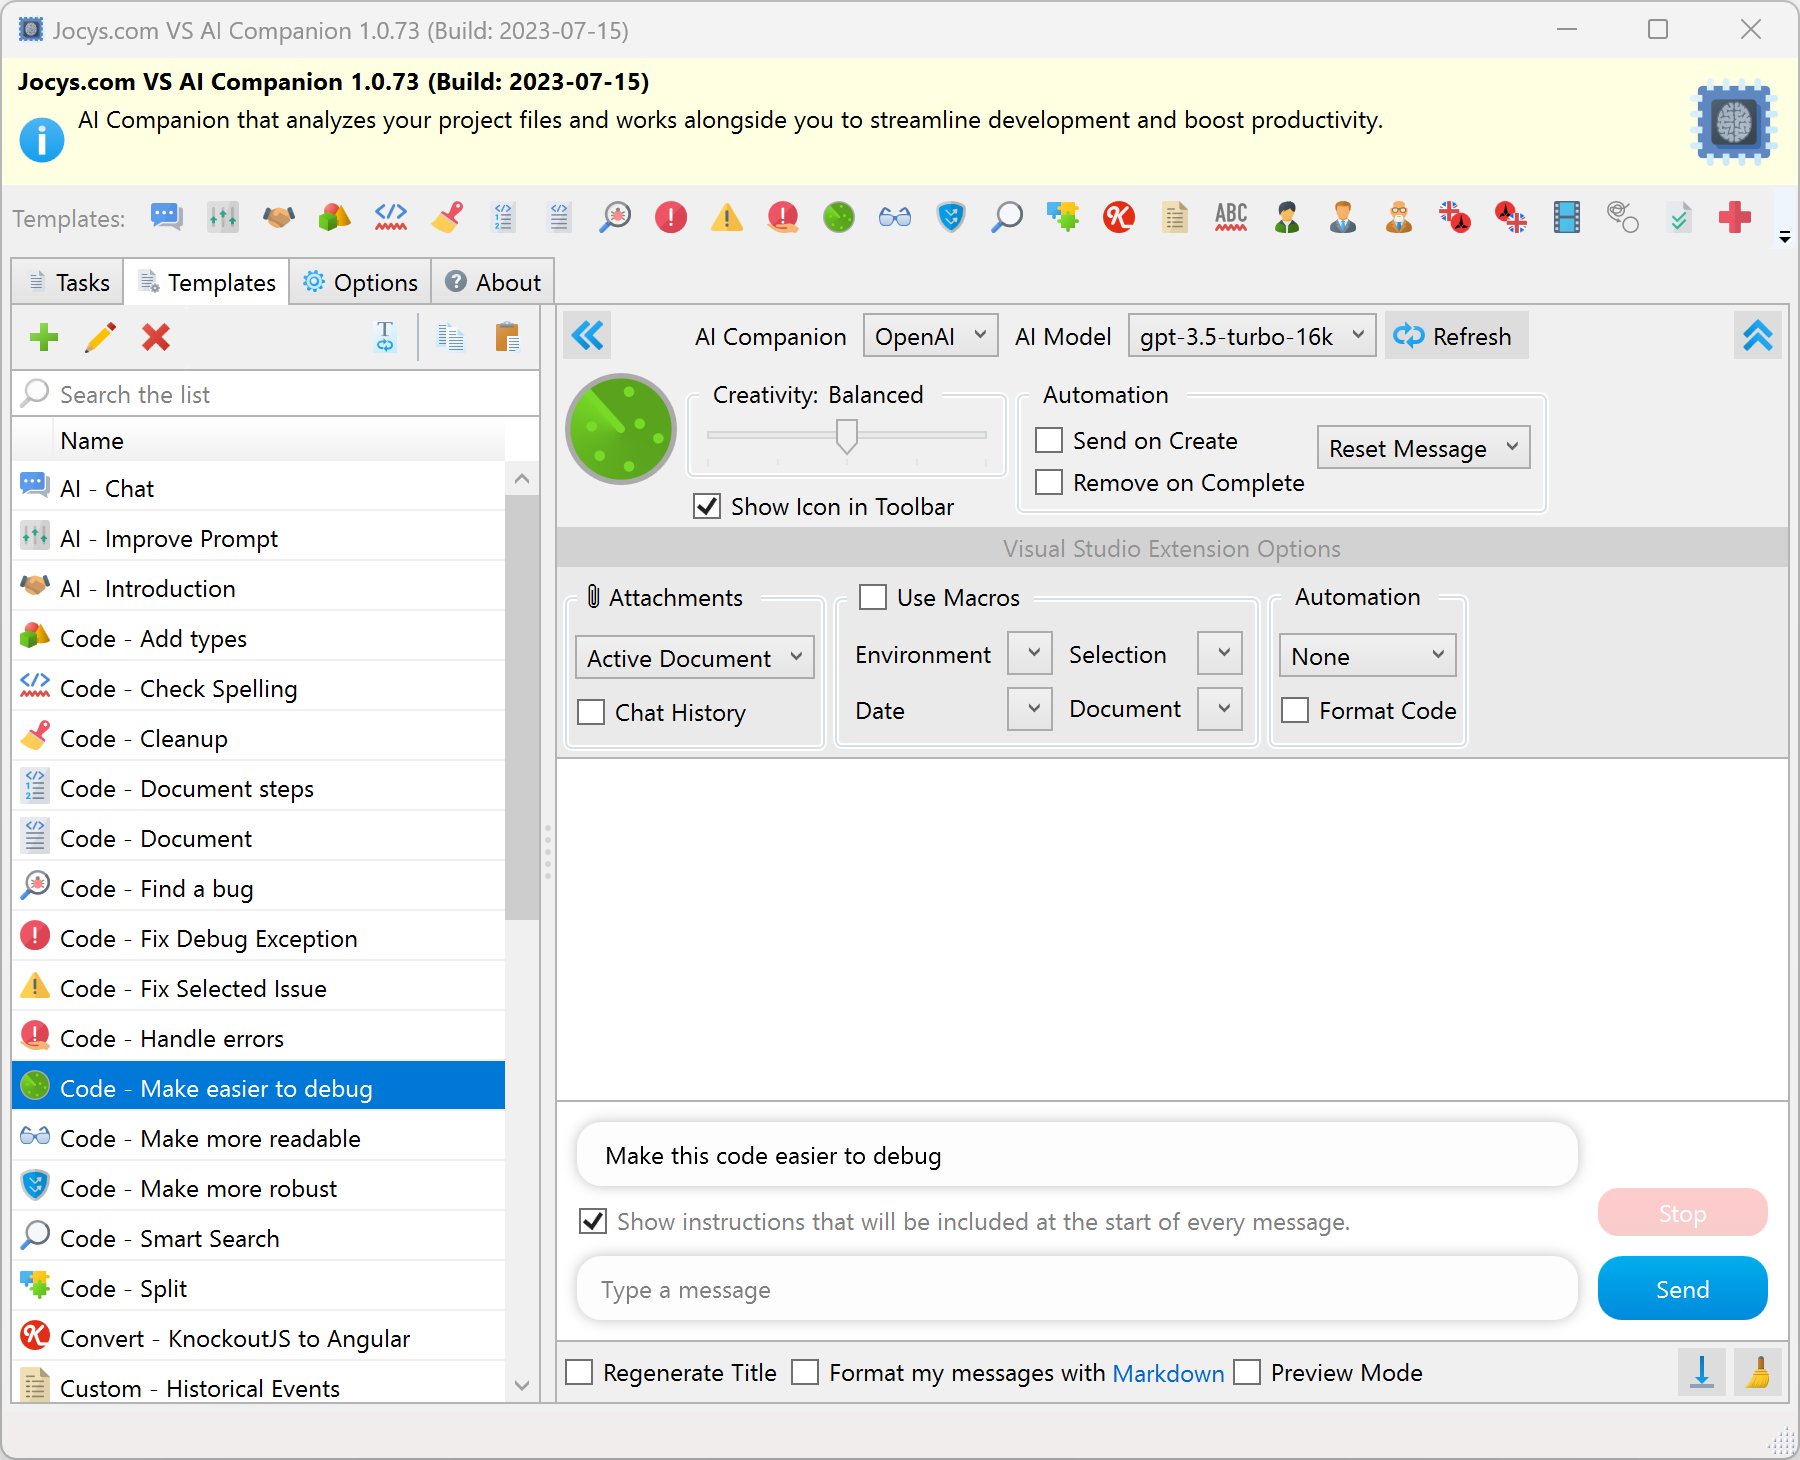 Jocys.com VS AI Companion 1.0.73 (Build: 2023-07-15)
Jocys.com VS AI Companion 1.0.73 (Build: 2023-07-15)
AI Companion that analyzes your project files and works alongside you to streamline development and boost productivity.
Templates:
ABC
Tasks
Templates
Options
About
Search the list
Name
AI - Chat
AI - Improve Prompt
AI - Introduction
Code - Add types
Code - Check Spelling
Code - Cleanup
Code - Document steps
Code - Document
Code - Find a bug
Code - Fix Debug Exception
Code - Fix Selected Issue
Code - Handle errors
Code - Make easier to debug
Code - Make more readable
Code - Make more robust
Code - Smart Search
Code - Split
Convert - KnockoutJS to Angular
Custom - Historical Events
AI Companion OpenAI AI Model gpt-3.5-turbo-16k Refresh
Creativity: Balanced
Show Icon in Toolbar
Automation
Send on Create
Remove on Complete
Reset Message
Visual Studio Extension Options
Attachments
Active Document
Chat History
Use Macros
Environment Selection
Date Document
Automation
None
Format Code
Make this code easier to debug
Show instructions that will be included at the start of every message.
Type a message
Stop
Send
Regenerate Title Format my messages with Markdown Preview Mode